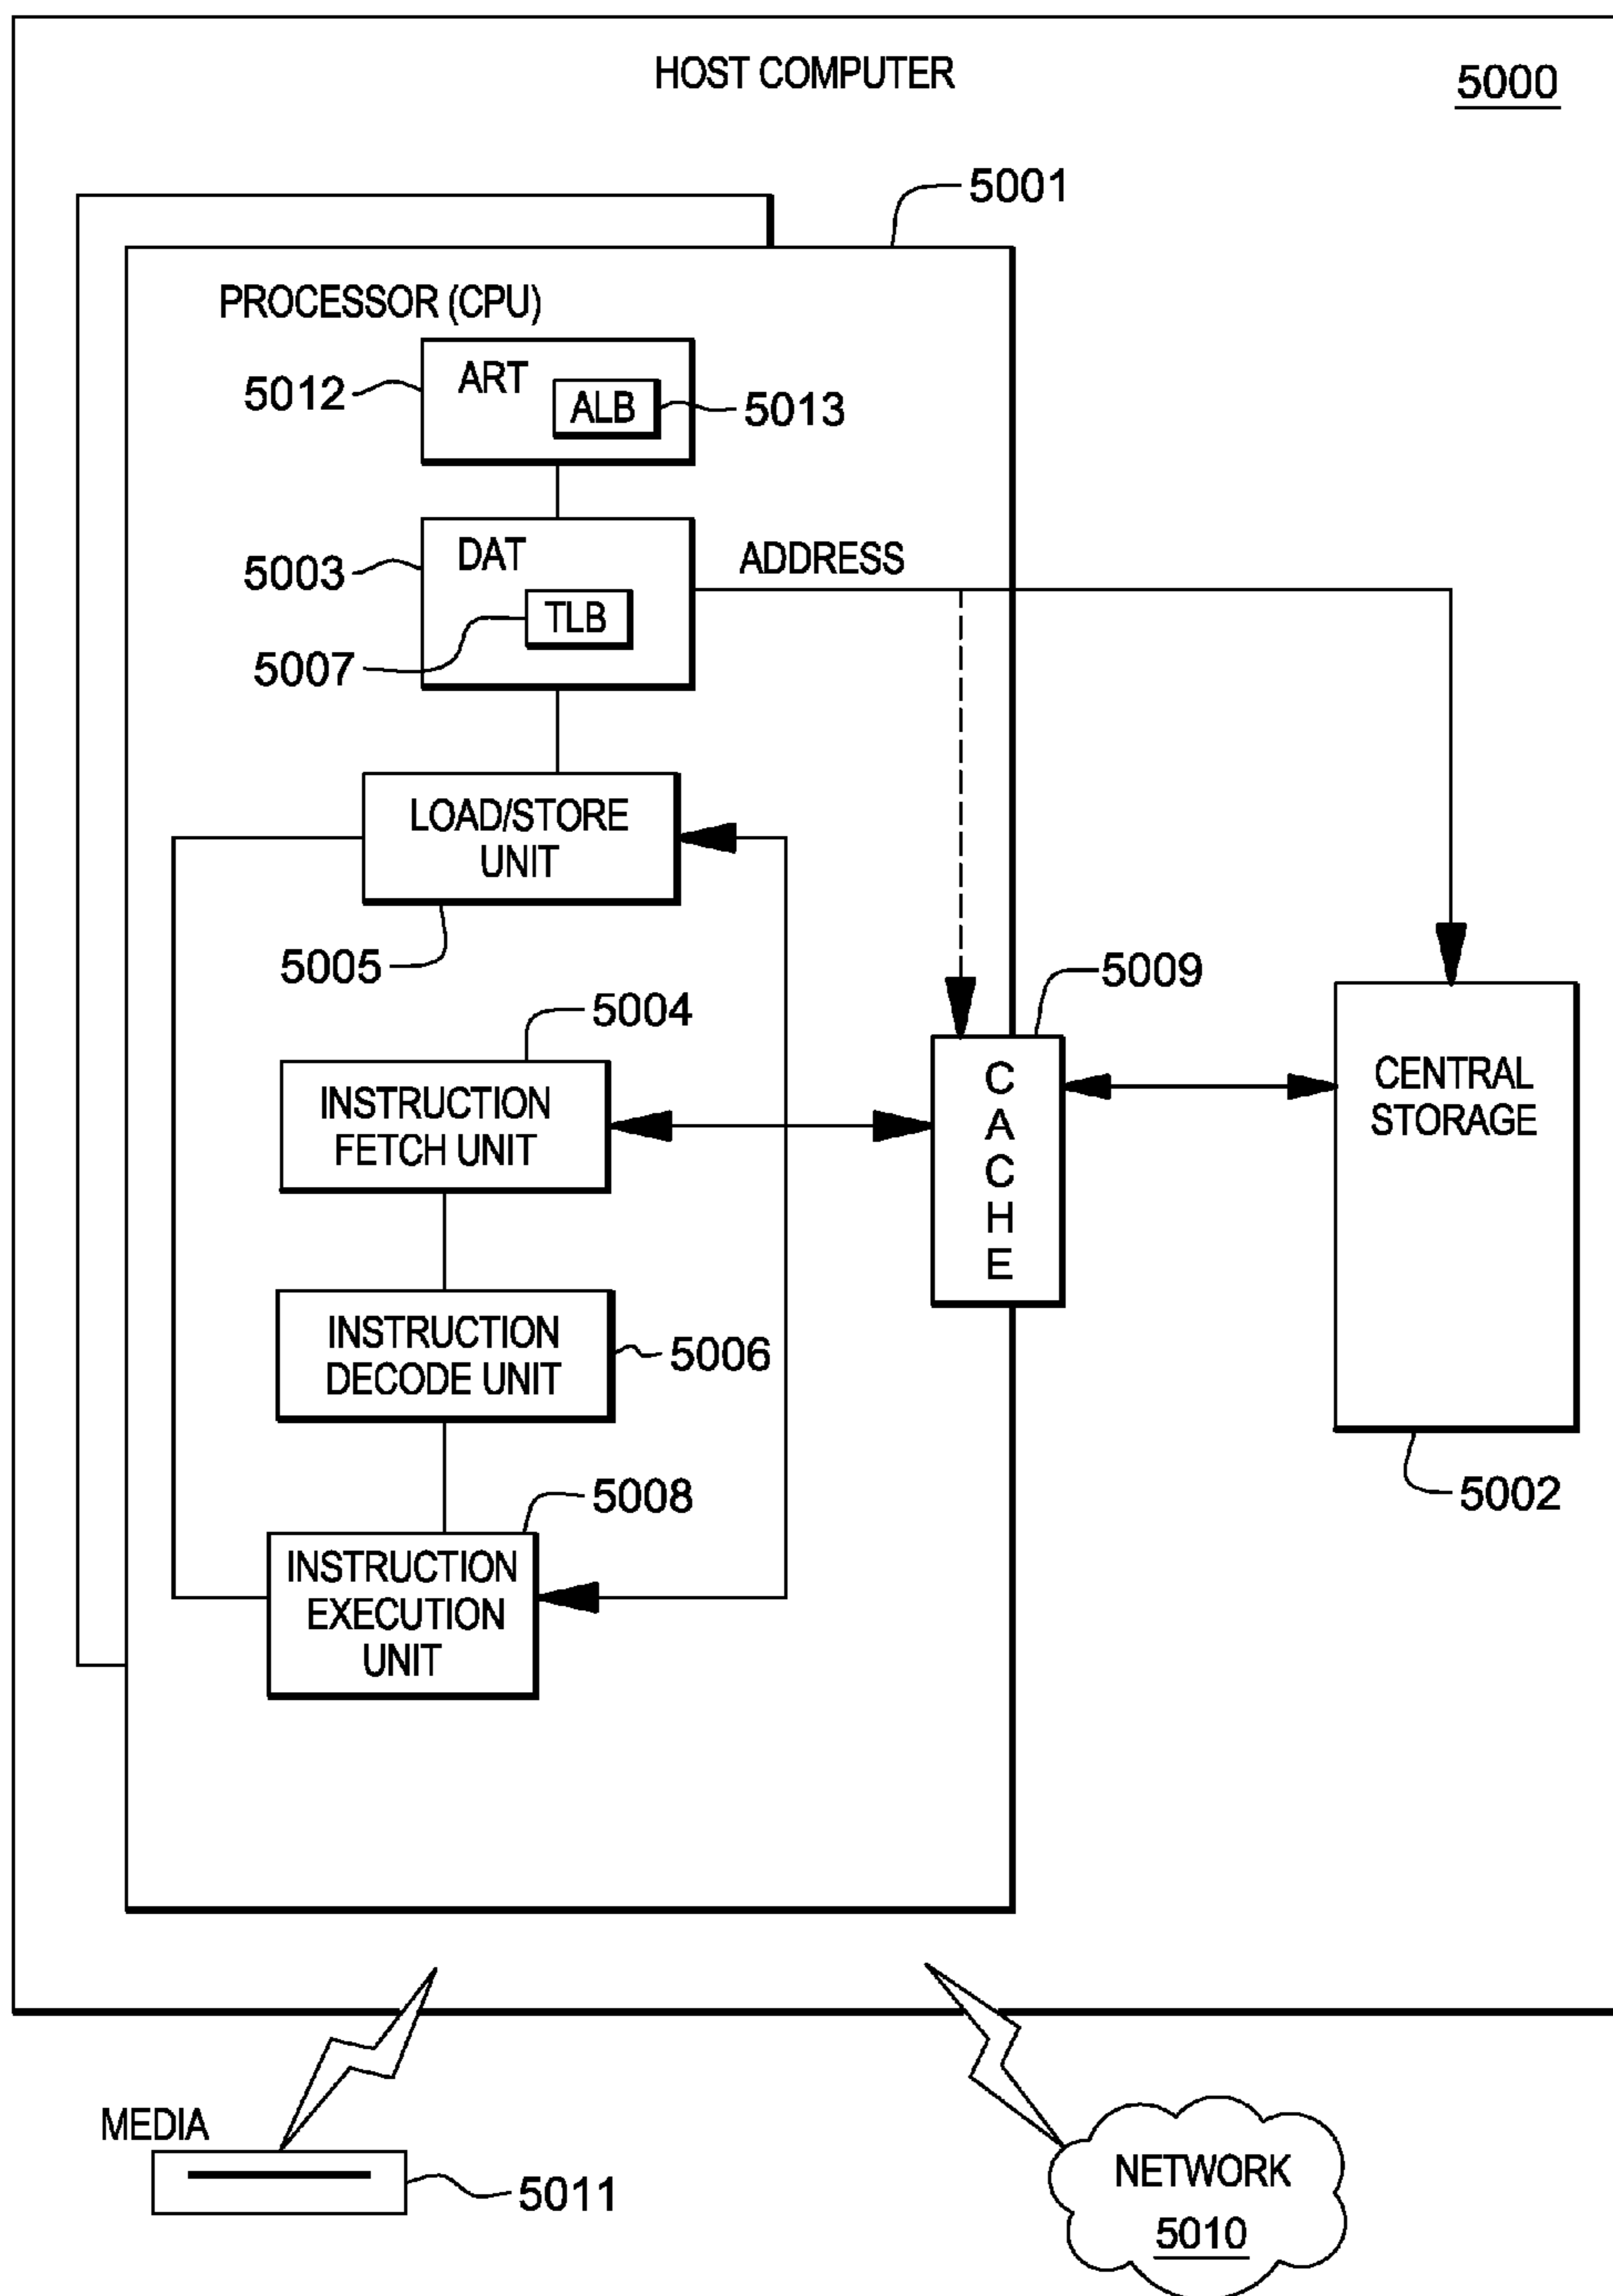 HOST COMPUTER
5000
5001
PROCESSOR (CPU)
ART
5012
ALB
5013
DAT
ADDRESS
5003
TLB
5007
LOAD/STORE
UNIT
5005
5009
5004
CACHE
CENTRAL
STORAGE
INSTRUCTION
FETCH UNIT
INSTRUCTION
DECODE UNIT
5006
5008
5002
INSTRUCTION
EXECUTION
UNIT
MEDIA
5011
NETWORK
5010